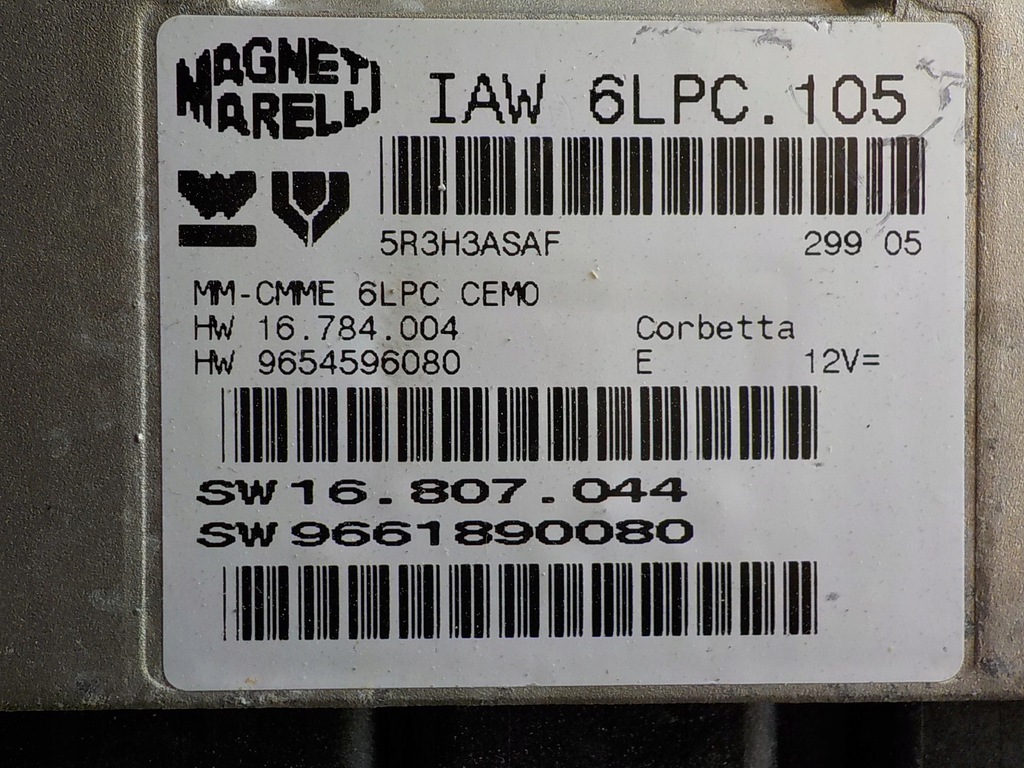 MAGNETI
MARELLI
IAW 6LPC.105
5R3H3ASAF 299 05
MM-CMME 6LPC CEM0
HW 16.784.004 Corbetta
HW 9654596080 E 12V=
SW 16.807.044
SW 9661890080